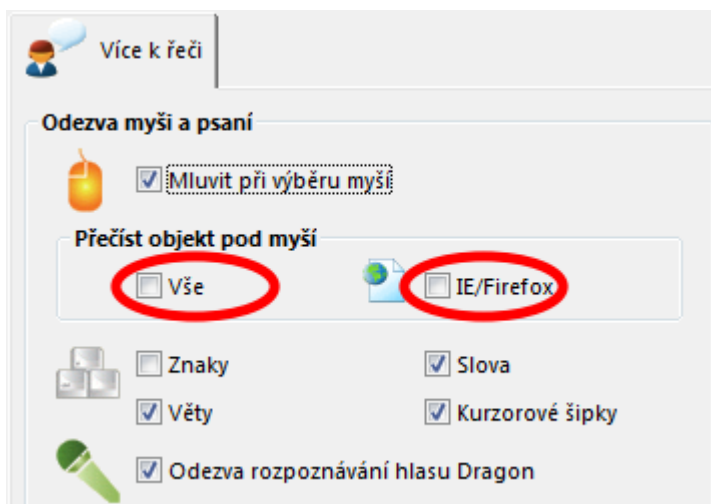 Více k řeči
Odezva myši a psaní
Mluvit při výběru myší
Přečíst objekt pod myší
Vše IE/Firefox
Znaky Slova
Věty Kurzorové šipky
Odezva rozpoznávání hlasu Dragon